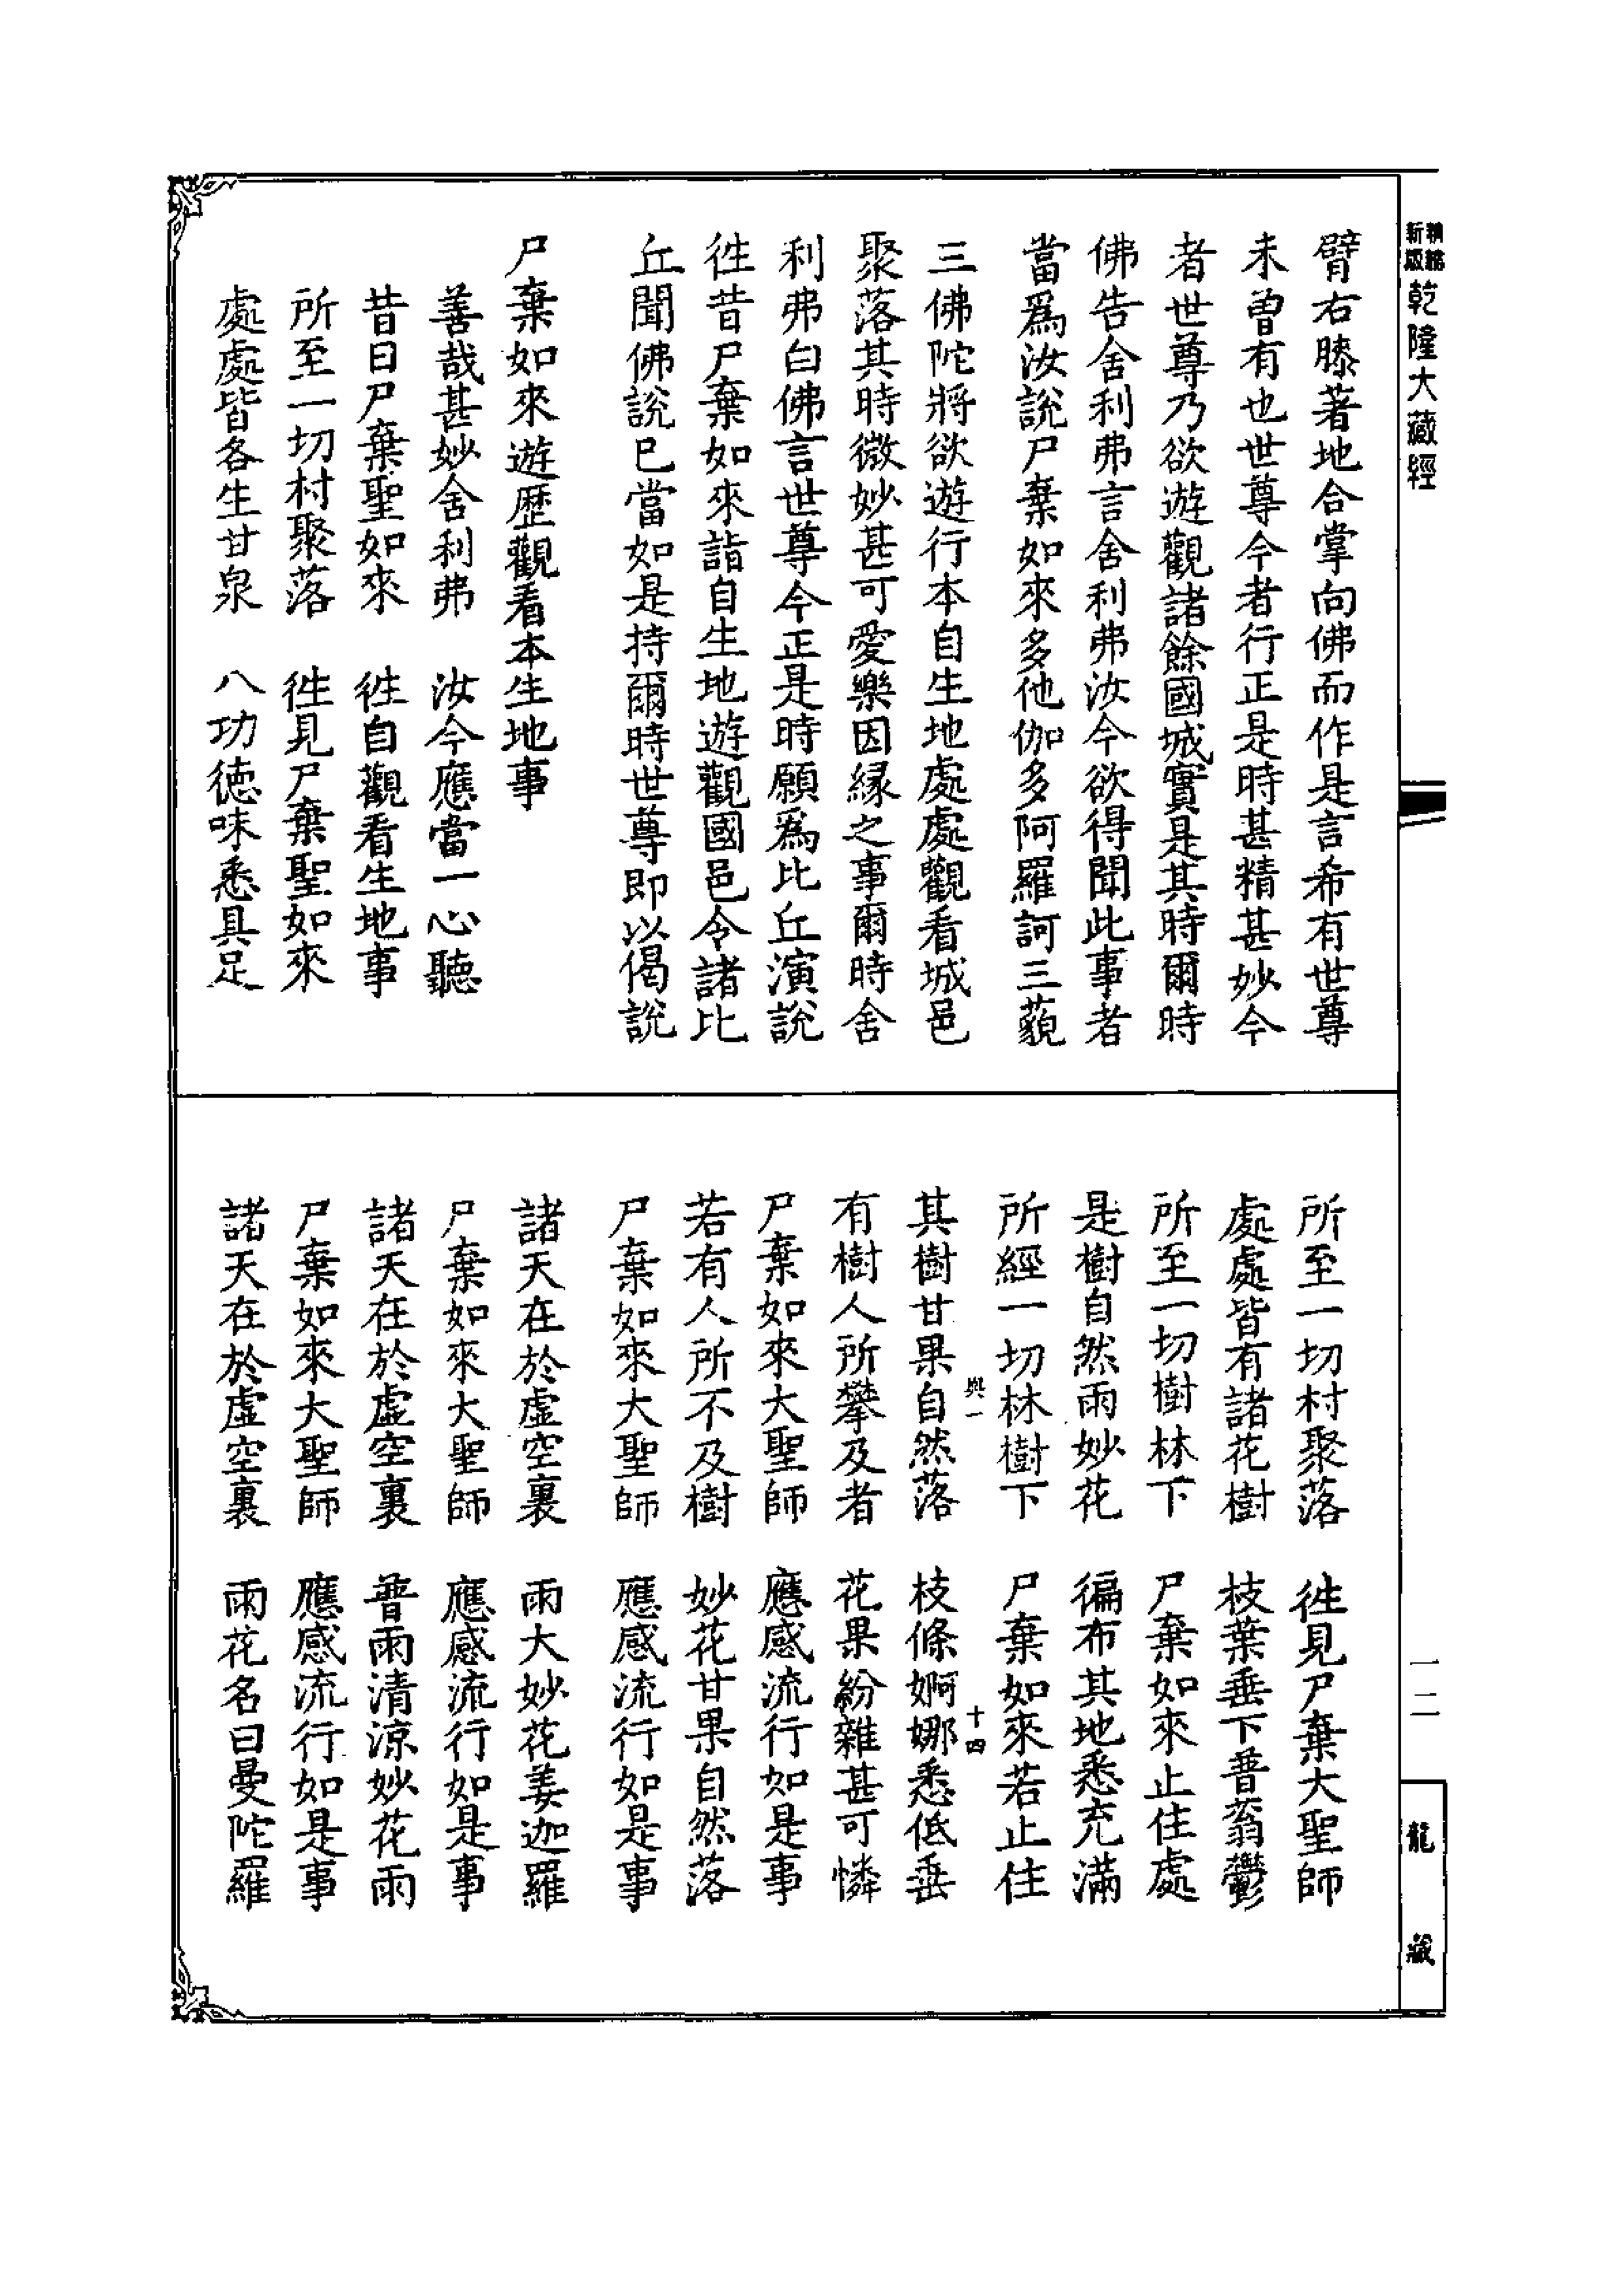 新版
精縮
乾隆大藏經
臂右膝著地合掌向佛而作是言希有世尊
未曾有也世尊今者行正是時甚精甚妙今
者世尊乃欲遊觀諸餘國城實是其時爾時
佛告舍利弗言舍利弗汝今欲得聞此事者
當爲汝說尸棄如來多他伽多阿羅訶三藐
三佛陀將欲遊行本自生地處處觀看城邑
聚落其時微妙甚可愛樂因緣之事爾時舍
利弗白佛言世尊今正是時願爲比丘演說
徃昔尸棄如來詣自生地遊觀國邑令諸比
丘聞佛說已當如是持爾時世尊即以偈說
尸棄如來遊歷觀看本生地事
善哉甚妙舍利弗　汝今應當一心聽
昔日尸棄聖如來　徃自觀看生地事
所至一切村聚落　徃見尸棄聖如來
處處皆各生甘泉　八功德味悉具足
所至一切村聚落　徃見尸棄大聖師
處處皆有諸花樹　枝葉垂下普蓊鬱
所至一切樹林下　尸棄如來止住處
是樹自然雨妙花　徧布其地悉充滿
所經一切林樹下　尸棄如來若止住
與一　十四
其樹甘果自然落　枝條婀娜悉低垂
有樹人所攀及者　花果紛雜甚可憐
尸棄如來大聖師　應感流行如是事
若有人所不及樹　妙花甘果自然落
尸棄如來大聖師　應感流行如是事
諸天在於虛空裏　雨大妙花姜迦羅
尸棄如來大聖師　應感流行如是事
諸天在於虛空裏　普雨清涼妙花雨
尸棄如來大聖師　應感流行如是事
諸天在於虛空裏　雨花名曰曼陀羅
一二
龍藏